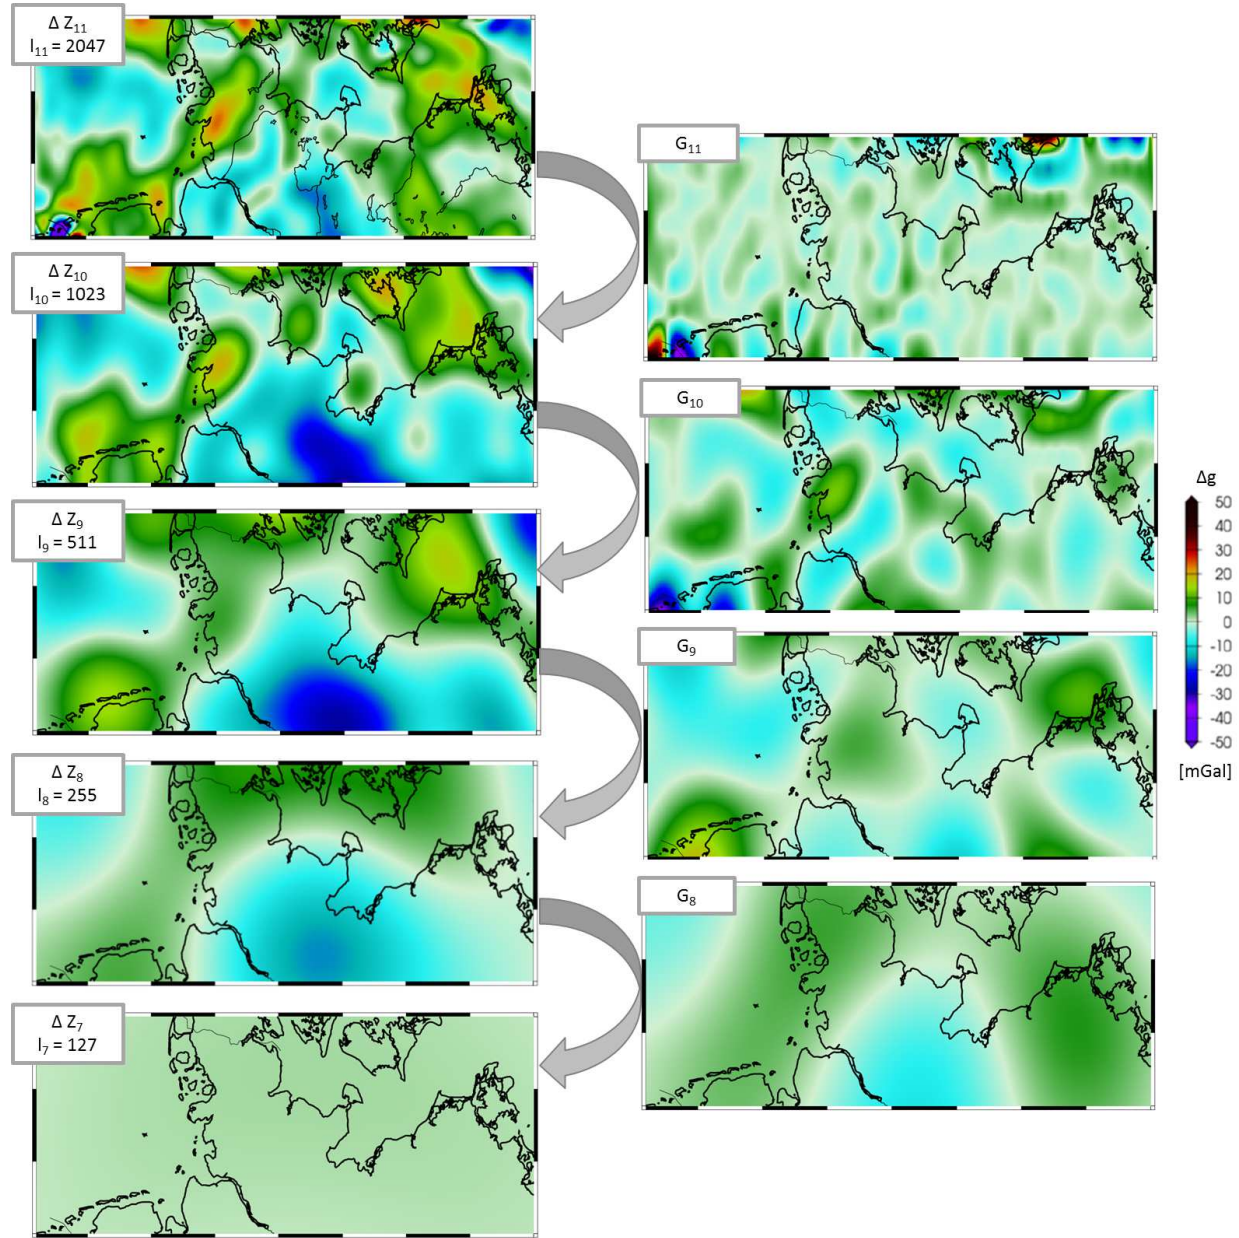 Δ Z₁₁
l₁₁ = 2047
G₁₁
Δ Z₁₀
l₁₀ = 1023
G₁₀
Δ Z₉
l₉ = 511
G₉
Δ Z₈
l₈ = 255
G₈
Δ Z₇
l₇ = 127
Δg
50
40
30
20
10
0
-10
-20
-30
-40
-50
[mGal]